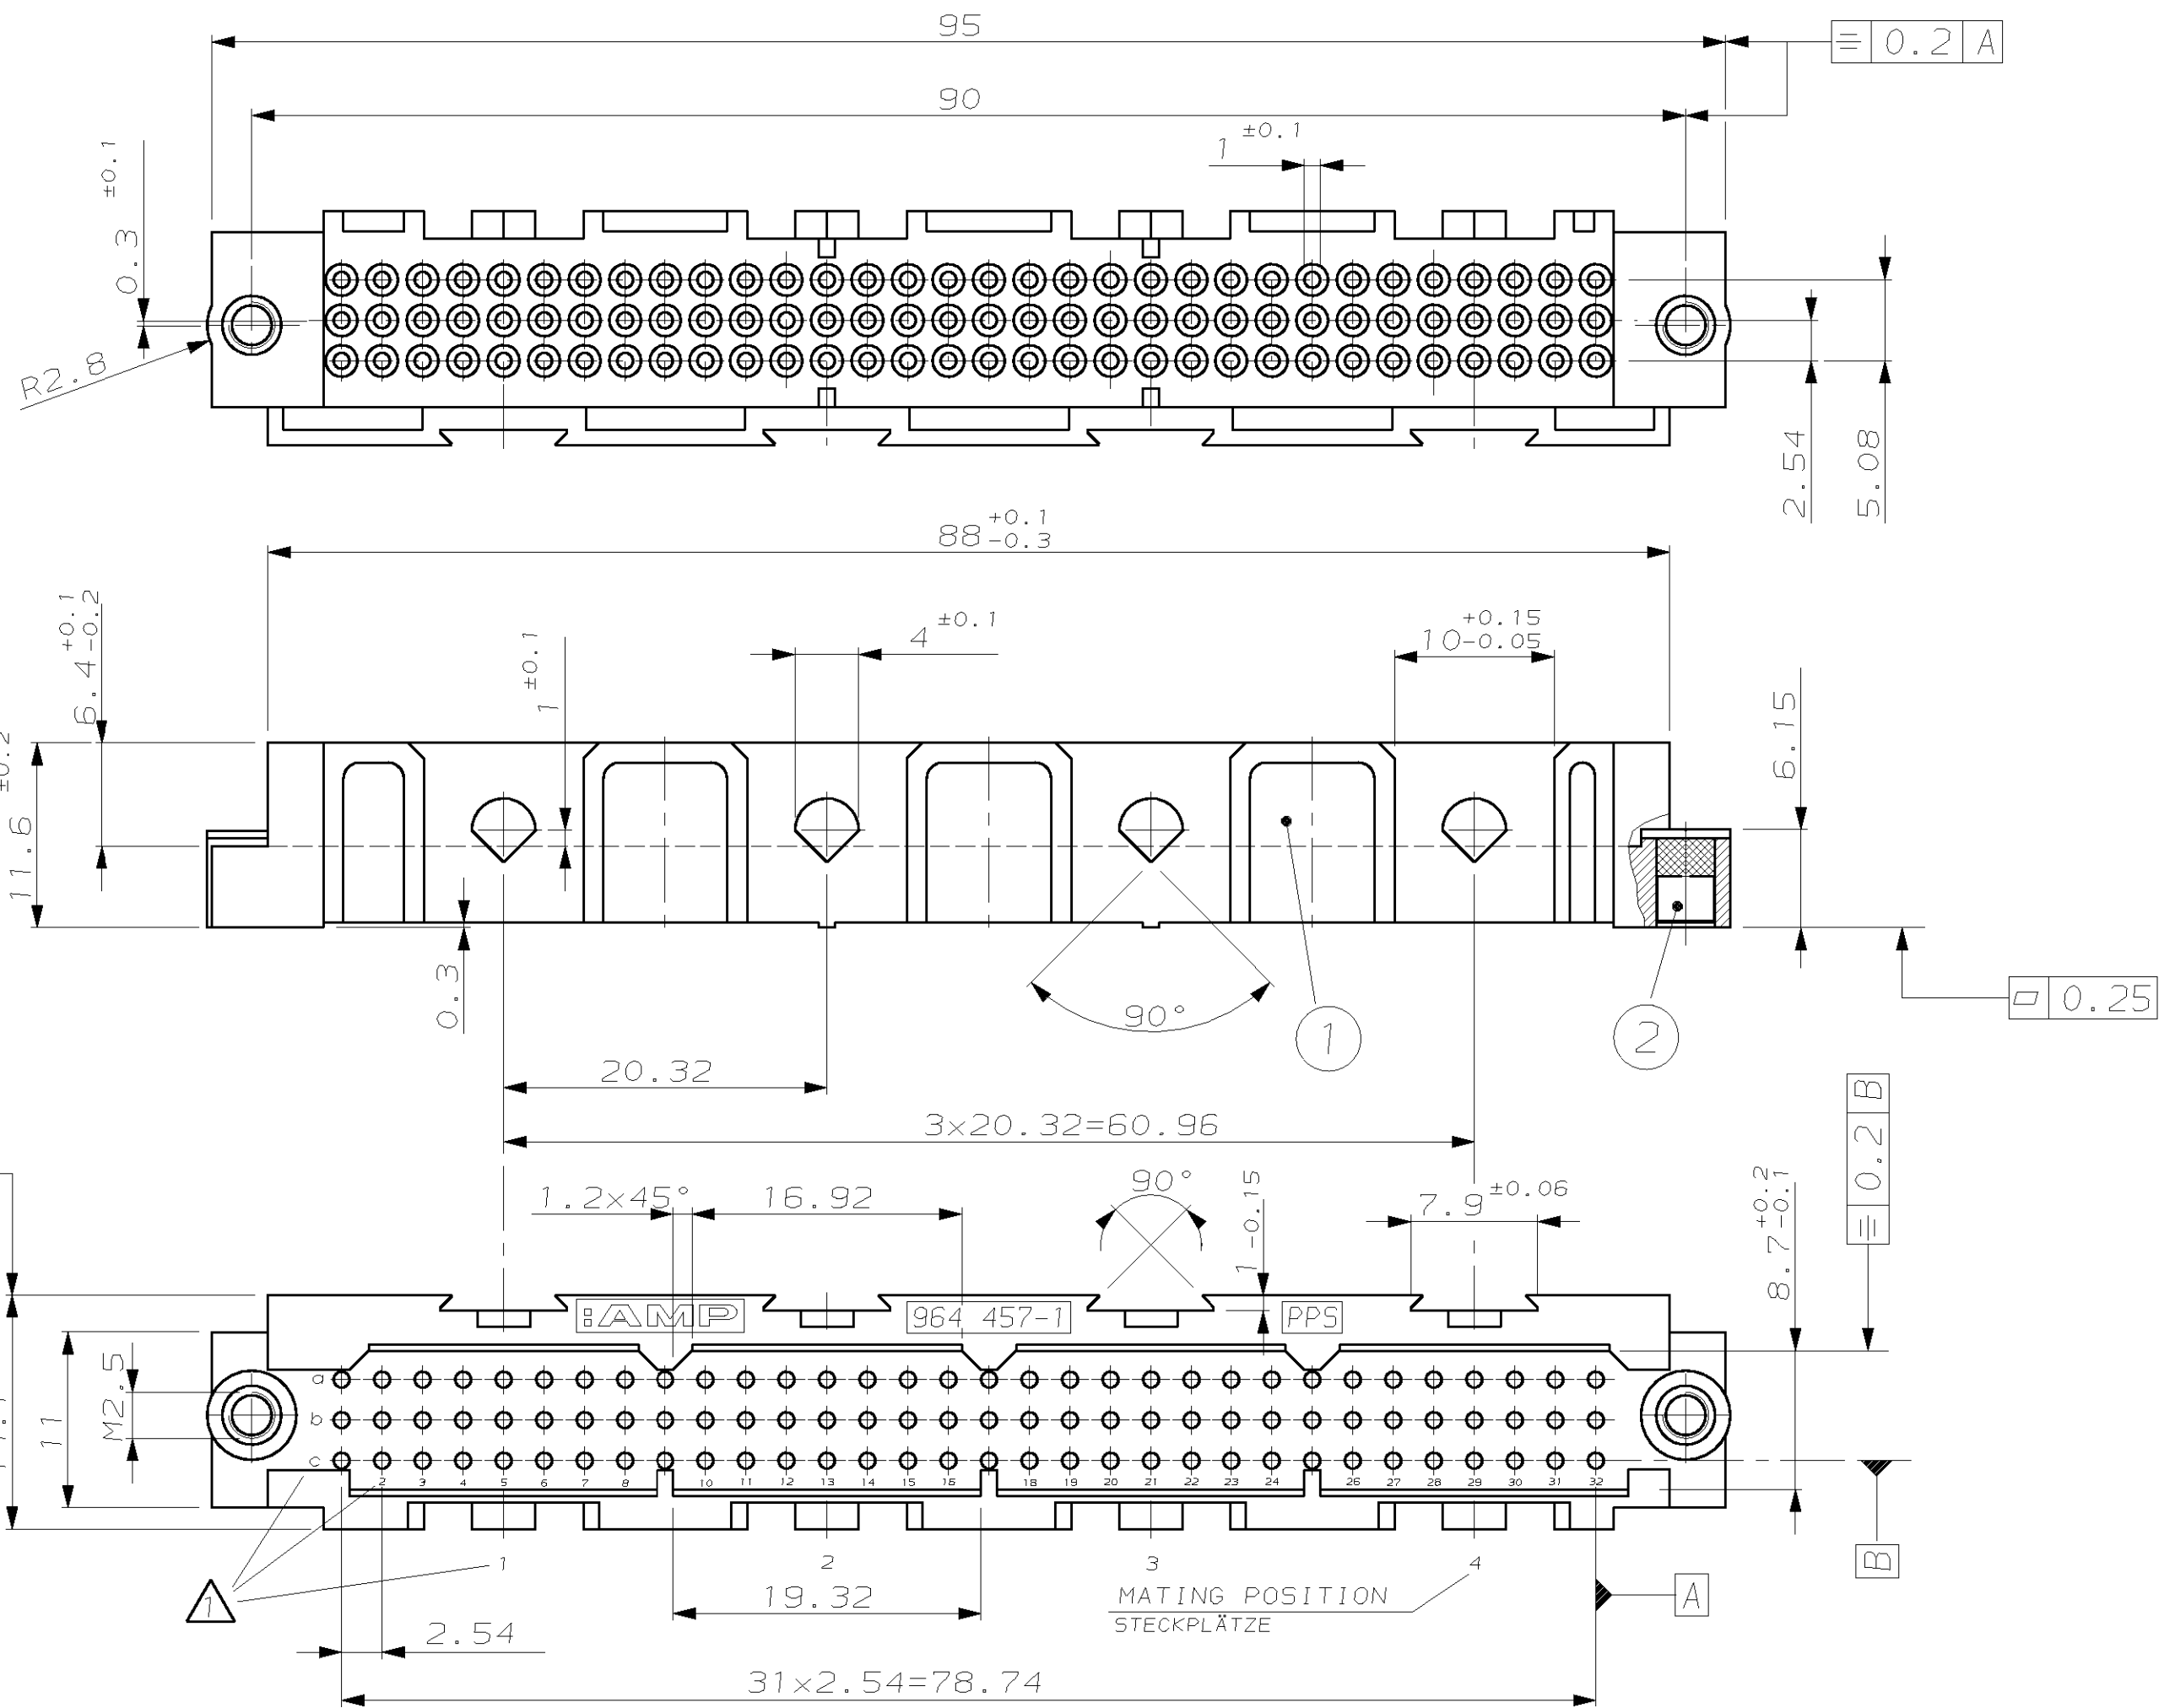 95
⌯ 0.2 A
90
1 ±0.1
0.3 ±0.1
R2.8
2.54
5.08
88 +0.1 -0.3
6.4 +0.1 -0.2
4 ±0.1
10 +0.15 -0.05
1 ±0.1
11.6 ±0.2
6.15
0.3
90°
1
2
⏥ 0.25
20.32
3x20.32=60.96
⌯ 0.2 B
1.2x45°
16.92
90°
1 -0.15
7.9 ±0.06
8.7 +0.2 -0.1
AMP
964 457-1
PPS
11
M2.5
a
b
c
2 3 4 5 6 7 8 10 11 12 13 14 15 16 18 19 20 21 22 23 24 26 27 28 29 30 31 32
1 2 3 4
B
1
19.32
MATING POSITION
STECKPLÄTZE
A
2.54
31x2.54=78.74